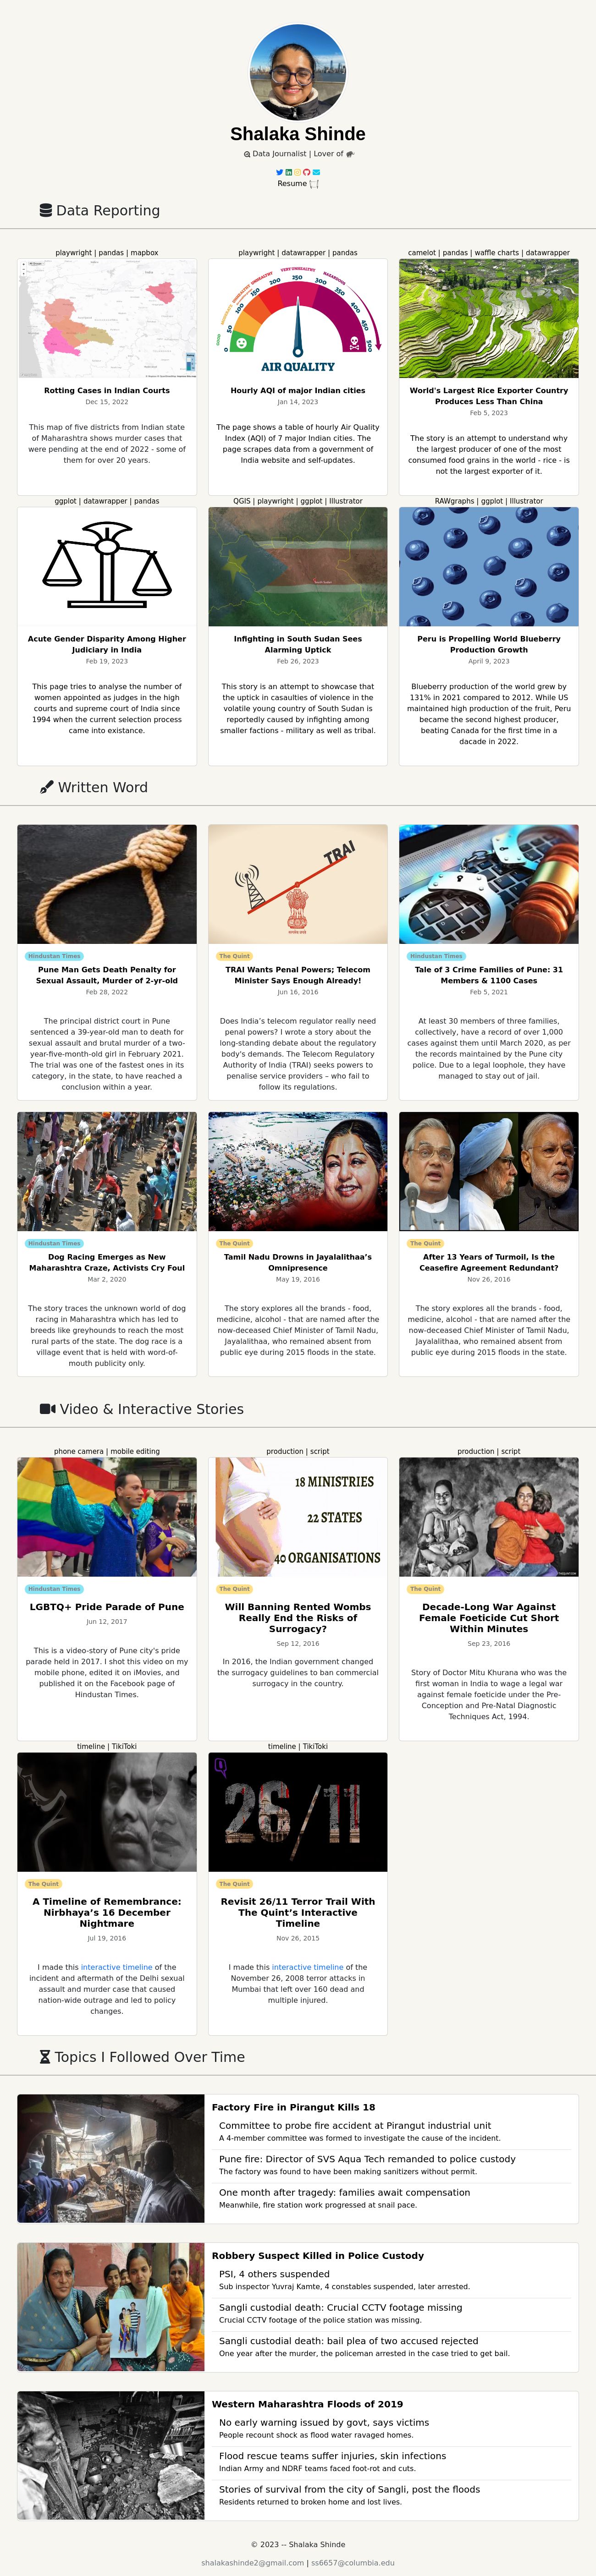 Shalaka Shinde
Data Journalist | Lover of
Resume
Data Reporting
playwright | pandas | mapbox
Rotting Cases in Indian Courts
Dec 15, 2022
This map of five districts from Indian state
of Maharashtra shows murder cases that
were pending at the end of 2022 - some of
them for over 20 years.
playwright | datawrapper | pandas
GOOD
UNHEALTHY
VERY UNHEALTHY
HAZARDOUS
0 50 100 150 200 250 300 350 400 450 500
AIR QUALITY
Hourly AQI of major Indian cities
Jan 14, 2023
The page shows a table of hourly Air Quality
Index (AQI) of 7 major Indian cities. The
page scrapes data from a government of
India website and self-updates.
camelot | pandas | waffle charts | datawrapper
World's Largest Rice Exporter Country
Produces Less Than China
Feb 5, 2023
The story is an attempt to understand why
the largest producer of one of the most
consumed food grains in the world - rice - is
not the largest exporter of it.
ggplot | datawrapper | pandas
Acute Gender Disparity Among Higher
Judiciary in India
Feb 19, 2023
This page tries to analyse the number of
women appointed as judges in the high
courts and supreme court of India since
1994 when the current selection process
came into existance.
QGIS | playwright | ggplot | Illustrator
Infighting in South Sudan Sees
Alarming Uptick
Feb 26, 2023
This story is an attempt to showcase that
the uptick in casualties of violence in the
volatile young country of South Sudan is
reportedly caused by infighting among
smaller factions - military as well as tribal.
RAWgraphs | ggplot | Illustrator
Peru is Propelling World Blueberry
Production Growth
April 9, 2023
Blueberry production of the world grew by
131% in 2021 compared to 2012. While US
maintained high production of the fruit, Peru
became the second highest producer,
beating Canada for the first time in a
dacade in 2022.
Written Word
Hindustan Times
Pune Man Gets Death Penalty for
Sexual Assault, Murder of 2-yr-old
Feb 28, 2022
The principal district court in Pune
sentenced a 39-year-old man to death for
sexual assault and brutal murder of a two-
year-five-month-old girl in February 2021.
The trial was one of the fastest ones in its
category, in the state, to have reached a
conclusion within a year.
TRAI
The Quint
TRAI Wants Penal Powers; Telecom
Minister Says Enough Already!
Jun 16, 2016
Does India's telecom regulator really need
penal powers? I wrote a story about the
long-standing debate about the regulatory
body's demands. The Telecom Regulatory
Authority of India (TRAI) seeks powers to
penalise service providers – who fail to
follow its regulations.
Hindustan Times
Tale of 3 Crime Families of Pune: 31
Members & 1100 Cases
Feb 5, 2021
At least 30 members of three families,
collectively, have a record of over 1,000
cases against them until March 2020, as per
the records maintained by the Pune city
police. Due to a legal loophole, they have
managed to stay out of jail.
Hindustan Times
Dog Racing Emerges as New
Maharashtra Craze, Activists Cry Foul
Mar 2, 2020
The story traces the unknown world of dog
racing in Maharashtra which has led to
breeds like greyhounds to reach the most
rural parts of the state. The dog race is a
village event that is held with word-of-
mouth publicity only.
The Quint
Tamil Nadu Drowns in Jayalalithaa's
Omnipresence
May 19, 2016
The story explores all the brands - food,
medicine, alcohol - that are named after the
now-deceased Chief Minister of Tamil Nadu,
Jayalalithaa, who remained absent from
public eye during 2015 floods in the state.
The Quint
After 13 Years of Turmoil, Is the
Ceasefire Agreement Redundant?
Nov 26, 2016
The story explores all the brands - food,
medicine, alcohol - that are named after the
now-deceased Chief Minister of Tamil Nadu,
Jayalalithaa, who remained absent from
public eye during 2015 floods in the state.
Video & Interactive Stories
phone camera | mobile editing
Hindustan Times
LGBTQ+ Pride Parade of Pune
Jun 12, 2017
This is a video-story of Pune city's pride
parade held in 2017. I shot this video on my
mobile phone, edited it on iMovies, and
published it on the Facebook page of
Hindustan Times.
production | script
18 MINISTRIES
22 STATES
40 ORGANISATIONS
The Quint
Will Banning Rented Wombs
Really End the Risks of
Surrogacy?
Sep 12, 2016
In 2016, the Indian government changed
the surrogacy guidelines to ban commercial
surrogacy in the country.
production | script
The Quint
Decade-Long War Against
Female Foeticide Cut Short
Within Minutes
Sep 23, 2016
Story of Doctor Mitu Khurana who was the
first woman in India to wage a legal war
against female foeticide under the Pre-
Conception and Pre-Natal Diagnostic
Techniques Act, 1994.
timeline | TikiToki
The Quint
A Timeline of Remembrance:
Nirbhaya's 16 December
Nightmare
Jul 19, 2016
I made this interactive timeline of the
incident and aftermath of the Delhi sexual
assault and murder case that caused
nation-wide outrage and led to policy
changes.
timeline | TikiToki
26/11
The Quint
Revisit 26/11 Terror Trail With
The Quint's Interactive
Timeline
Nov 26, 2015
I made this interactive timeline of the
November 26, 2008 terror attacks in
Mumbai that left over 160 dead and
multiple injured.
Topics I Followed Over Time
Factory Fire in Pirangut Kills 18
Committee to probe fire accident at Pirangut industrial unit
A 4-member committee was formed to investigate the cause of the incident.
Pune fire: Director of SVS Aqua Tech remanded to police custody
The factory was found to have been making sanitizers without permit.
One month after tragedy: families await compensation
Meanwhile, fire station work progressed at snail pace.
Robbery Suspect Killed in Police Custody
PSI, 4 others suspended
Sub inspector Yuvraj Kamte, 4 constables suspended, later arrested.
Sangli custodial death: Crucial CCTV footage missing
Crucial CCTV footage of the police station was missing.
Sangli custodial death: bail plea of two accused rejected
One year after the murder, the policeman arrested in the case tried to get bail.
Western Maharashtra Floods of 2019
No early warning issued by govt, says victims
People recount shock as flood water ravaged homes.
Flood rescue teams suffer injuries, skin infections
Indian Army and NDRF teams faced foot-rot and cuts.
Stories of survival from the city of Sangli, post the floods
Residents returned to broken home and lost lives.
© 2023 -- Shalaka Shinde
shalakashinde2@gmail.com | ss6657@columbia.edu